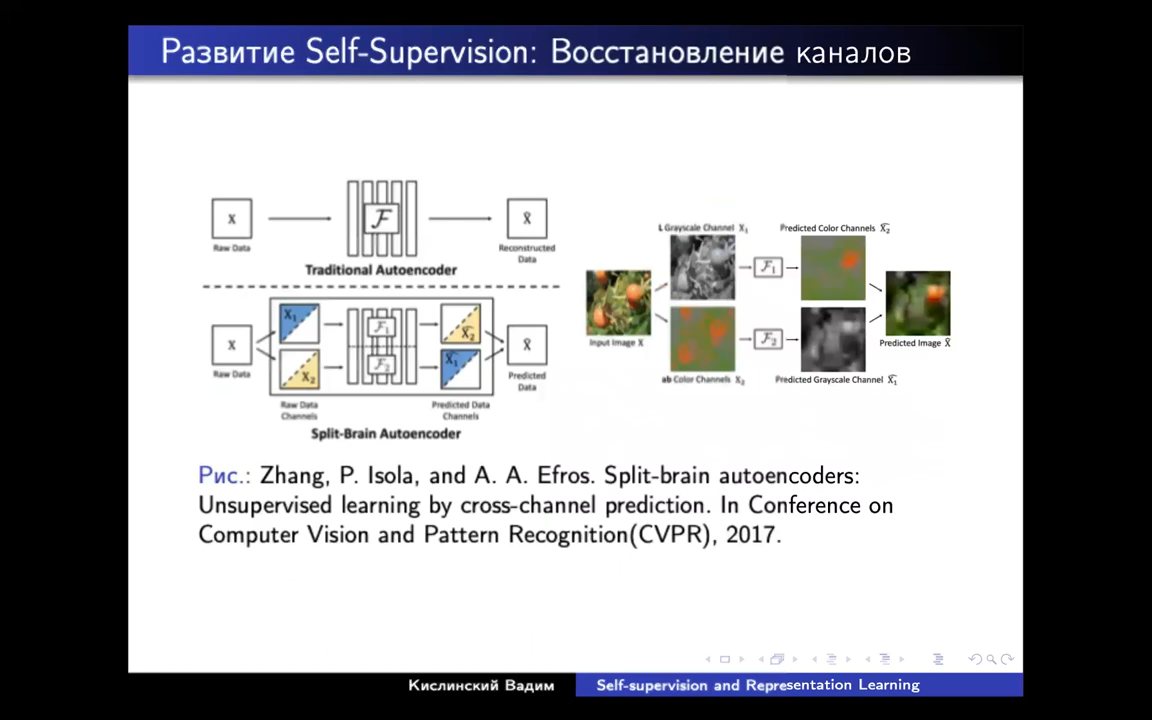 Развитие Self-Supervision: Восстановление каналов
X
Raw Data
F
X̂
Reconstructed
Data
Traditional Autoencoder
X
Raw Data
X₁
X₂
Raw Data
Channels
F₁
F₂
X̂₂
X̂₁
Predicted Data
Channels
X̂
Predicted
Data
Split-Brain Autoencoder
Input Image X
L Grayscale Channel X₁
ab Color Channels X₂
F₁
F₂
Predicted Color Channels X̂₂
Predicted Grayscale Channel X̂₁
Predicted Image X̂
Рис.: Zhang, P. Isola, and A. A. Efros. Split-brain autoencoders:
Unsupervised learning by cross-channel prediction. In Conference on
Computer Vision and Pattern Recognition(CVPR), 2017.
Кислинский Вадим
Self-supervision and Representation Learning